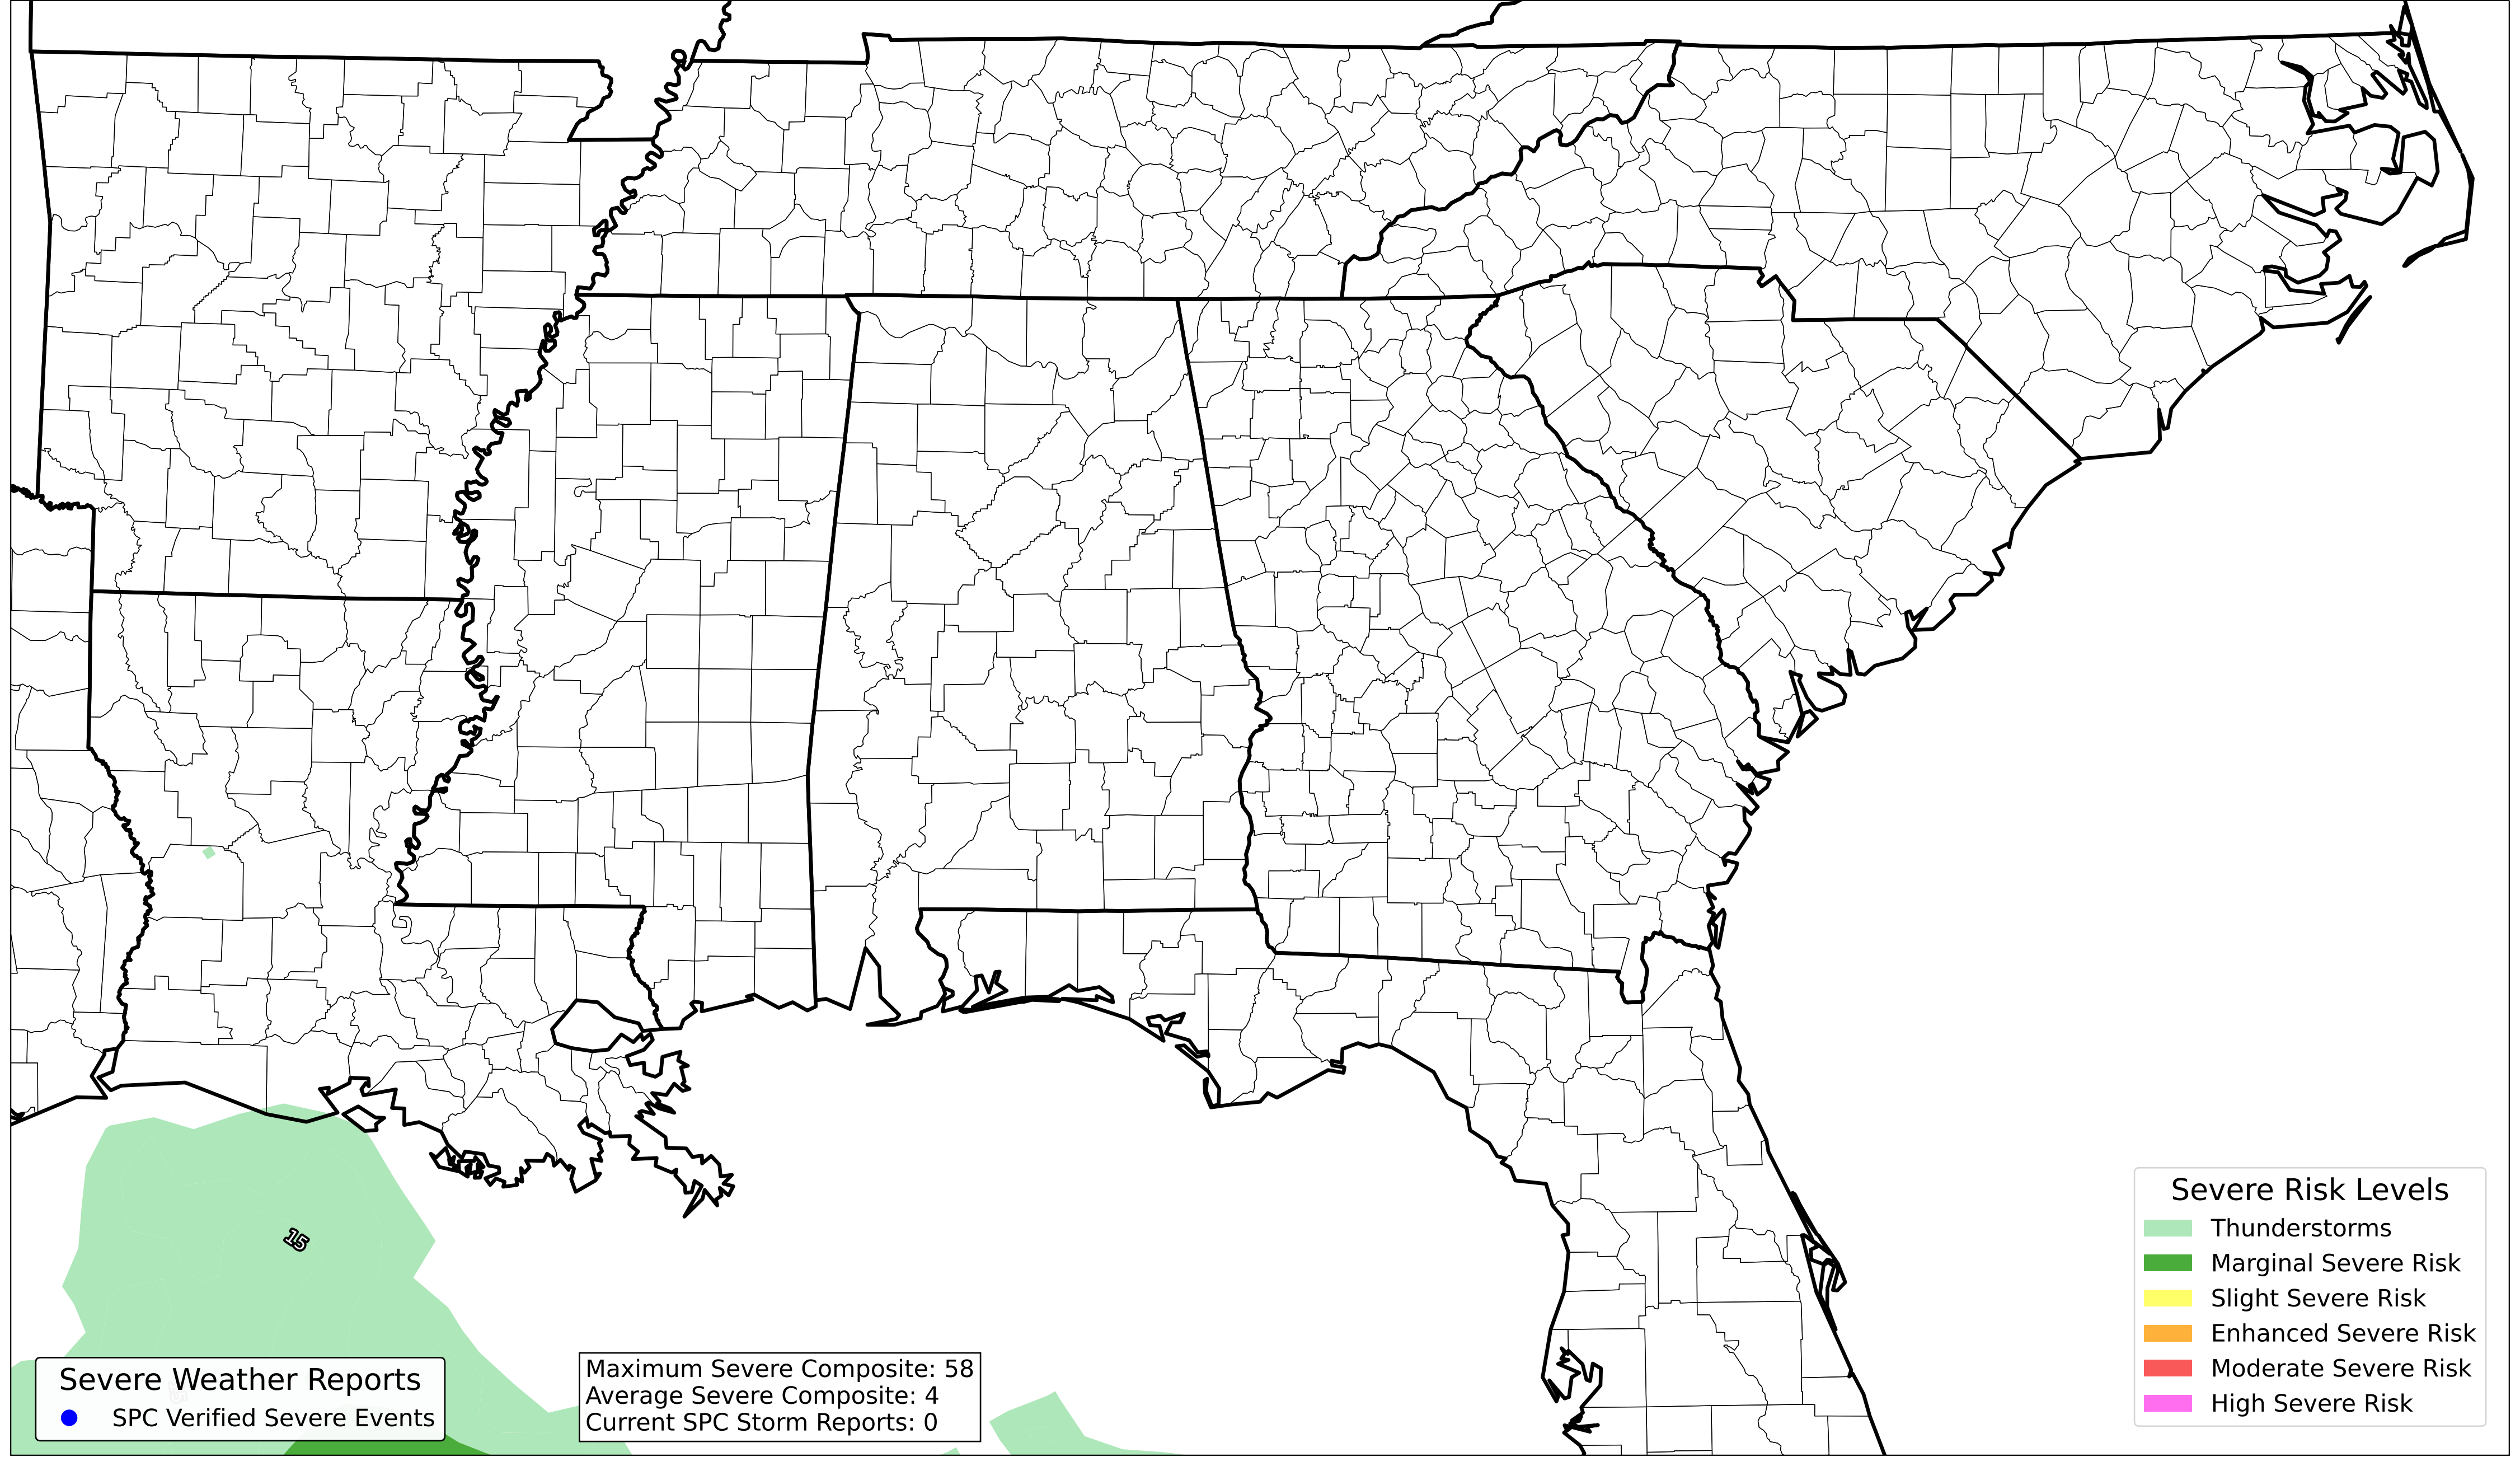 15
Severe Weather Reports
SPC Verified Severe Events
Maximum Severe Composite: 58
Average Severe Composite: 4
Current SPC Storm Reports: 0
Severe Risk Levels
Thunderstorms
Marginal Severe Risk
Slight Severe Risk
Enhanced Severe Risk
Moderate Severe Risk
High Severe Risk